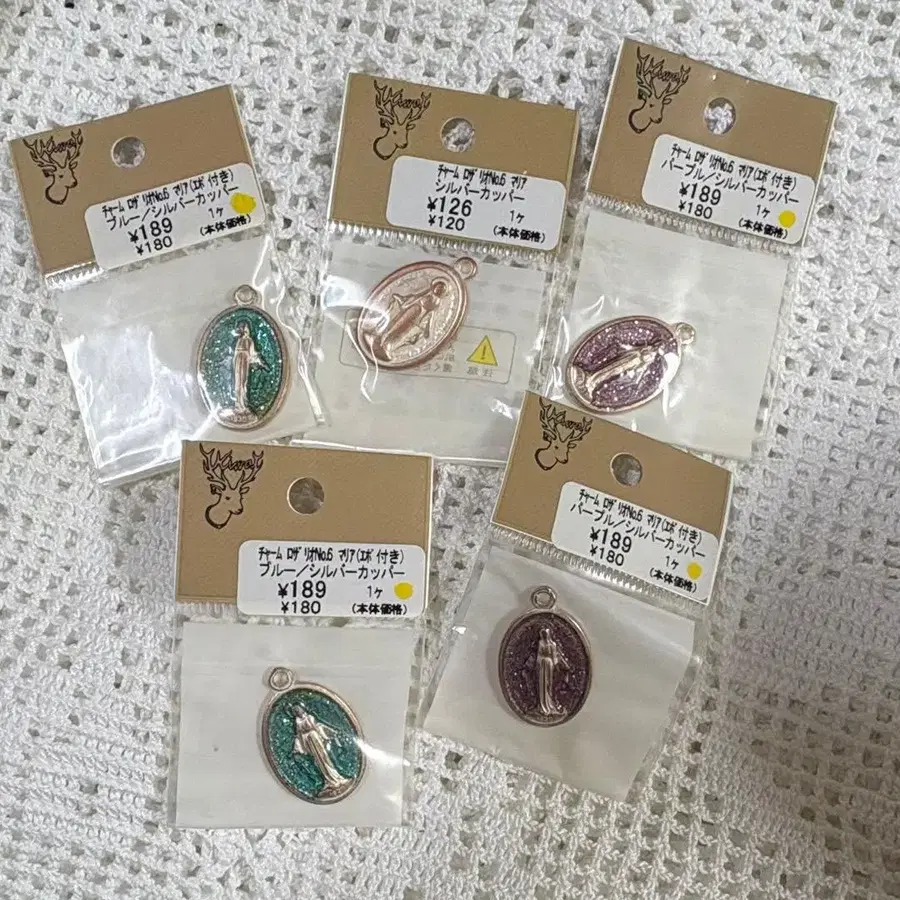 チャーム ロザリオNo.6 マリア(エポ付き)
ブルー/シルバーカッパー
¥189 1ヶ
¥180 (本体価格)
チャーム ロザリオNo.6 マリア
シルバーカッパー
¥126 1ヶ
¥120 (本体価格)
チャーム ロザリオNo.6 マリア(エポ付き)
パープル/シルバーカッパー
¥189 1ヶ
¥180 (本体価格)
注意
チャーム ロザリオNo.6 マリア(エポ付き)
ブルー/シルバーカッパー
¥189 1ヶ
¥180 (本体価格)
チャーム ロザリオNo.6 マリア(エポ付き)
パープル/シルバーカッパー
¥189 1ヶ
¥180 (本体価格)